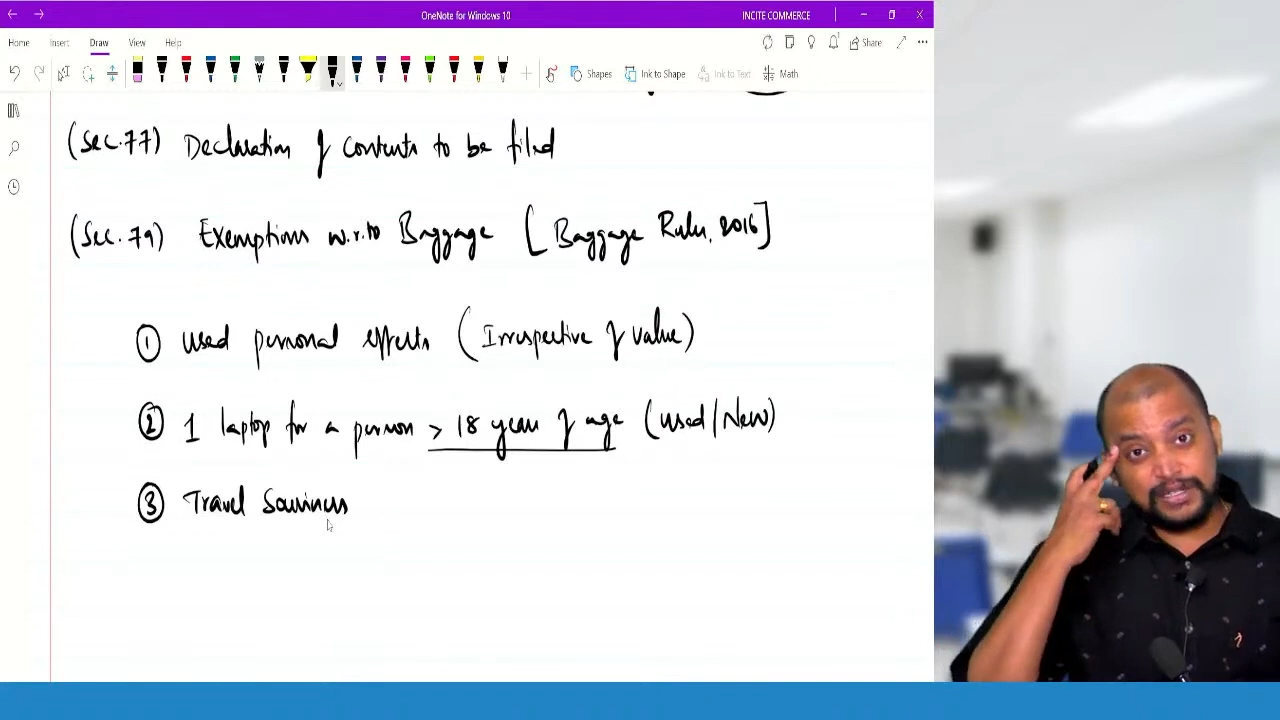 OneNote for Windows 10
INCITE COMMERCE
Home Insert Draw View Help
Share
Shapes Ink to Shape Ink to Text Math
(Sec.77) Declaration of contents to be filed
(Sec.79) Exemptions w.r.to Baggage [Baggage Rules, 2016]
① Used personal effects (Irrespective of value)
② 1 laptop for a person > 18 years of age (Used/New)
③ Travel Souvineus